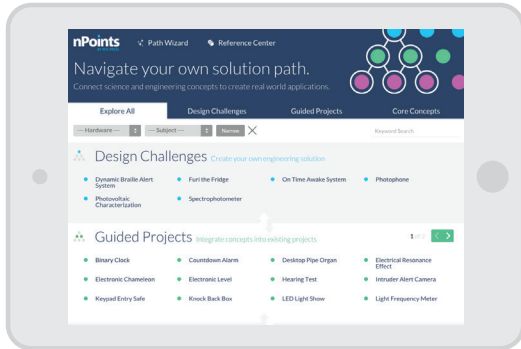 nPoints
Path Wizard
Reference Center
Navigate your own solution path.
Connect science and engineering concepts to create real world applications.
Explore All
Design Challenges
Guided Projects
Core Concepts
--- Hardware ---
--- Subject ---
Narrow
Keyword Search
Design Challenges Create your own engineering solution
Dynamic Braille Alert System
Furl the Fridge
On Time Awake System
Photophone
Photovoltaic Characterization
Spectrophotometer
Guided Projects Integrate concepts into existing projects
1 of 2
Binary Clock
Countdown Alarm
Desktop Pipe Organ
Electrical Resonance Effect
Electronic Chameleon
Electronic Level
Hearing Test
Intruder Alert Camera
Keypad Entry Safe
Knock Back Box
LED Light Show
Light Frequency Meter